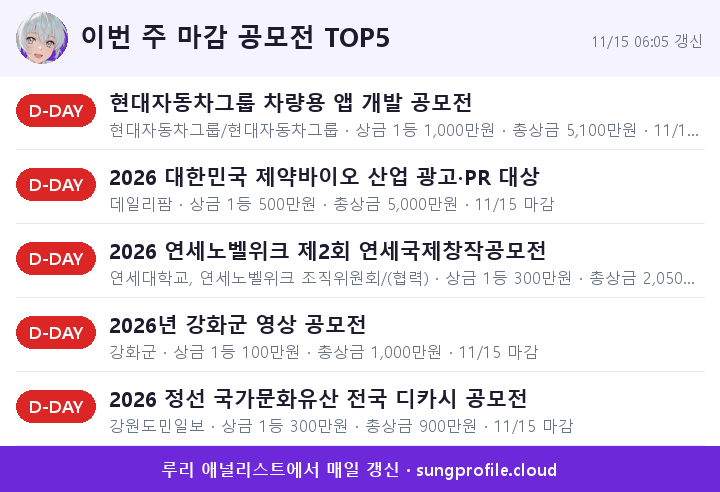 이번 주 마감 공모전 TOP5
11/15 06:05 갱신
D-DAY
현대자동차그룹 차량용 앱 개발 공모전
현대자동차그룹/현대자동차그룹 · 상금 1등 1,000만원 · 총상금 5,100만원 · 11/1...
D-DAY
2026 대한민국 제약바이오 산업 광고·PR 대상
데일리팜 · 상금 1등 500만원 · 총상금 5,000만원 · 11/15 마감
D-DAY
2026 연세노벨위크 제2회 연세국제창작공모전
연세대학교, 연세노벨위크 조직위원회/(협력) · 상금 1등 300만원 · 총상금 2,050...
D-DAY
2026년 강화군 영상 공모전
강화군 · 상금 1등 100만원 · 총상금 1,000만원 · 11/15 마감
D-DAY
2026 정선 국가문화유산 전국 디카시 공모전
강원도민일보 · 상금 1등 300만원 · 총상금 900만원 · 11/15 마감
루리 애널리스트에서 매일 갱신 · sungprofile.cloud